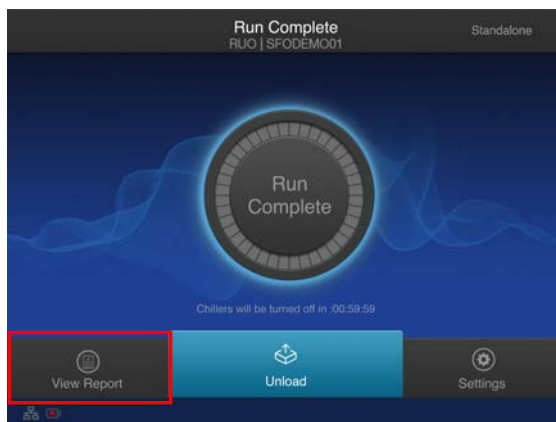 Run Complete
RUO | SFODEMO01
Standalone
Run
Complete
Chillers will be turned off in :00:59:59
View Report
Unload
Settings